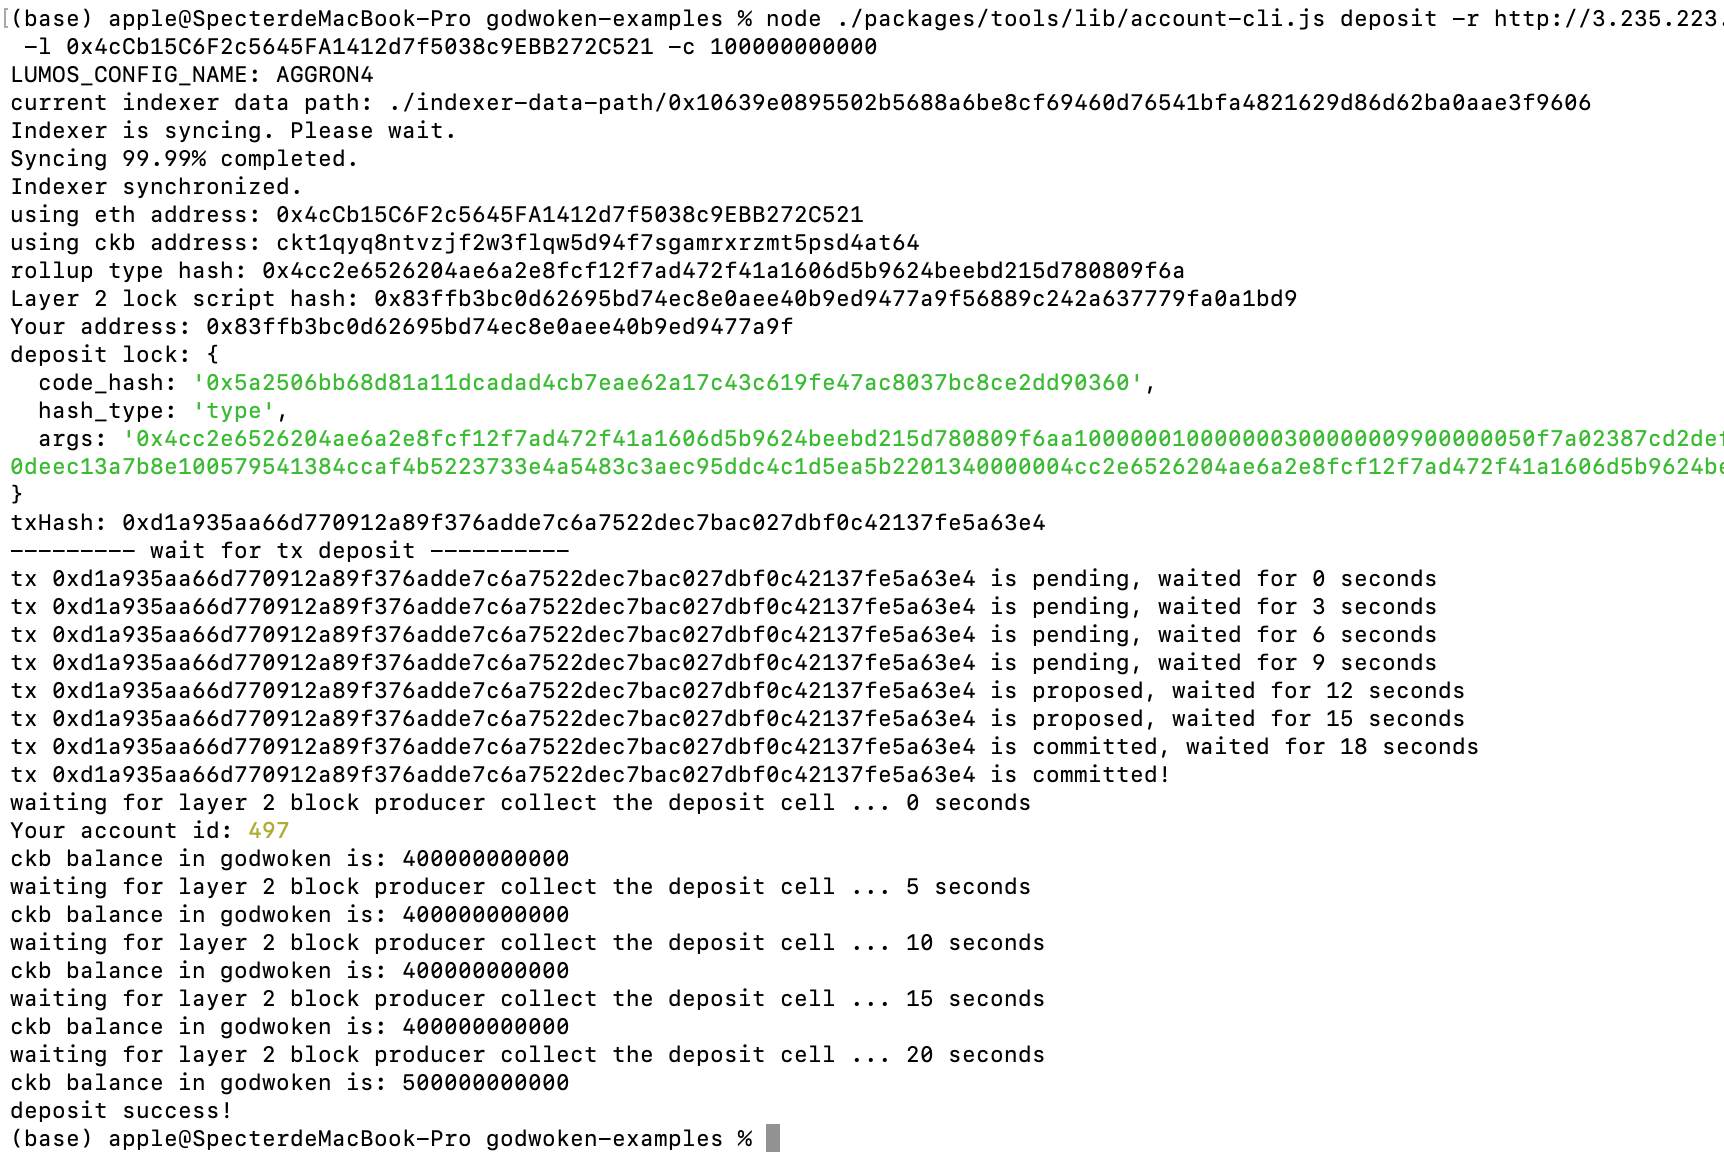 (base) apple@SpecterdeMacBook-Pro godwoken-examples % node ./packages/tools/lib/account-cli.js deposit -r http://3.235.223.
-l 0x4cCb15C6F2c5645FA1412d7f5038c9EBB272C521 -c 100000000000
LUMOS_CONFIG_NAME: AGGRON4
current indexer data path: ./indexer-data-path/0x10639e0895502b5688a6be8cf69460d76541bfa4821629d86d62ba0aae3f9606
Indexer is syncing. Please wait.
Syncing 99.99% completed.
Indexer synchronized.
using eth address: 0x4cCb15C6F2c5645FA1412d7f5038c9EBB272C521
using ckb address: ckt1qyq8ntvzjf2w3flqw5d94f7sgamrxrzmt5psd4at64
rollup type hash: 0x4cc2e6526204ae6a2e8fcf12f7ad472f41a1606d5b9624beebd215d780809f6a
Layer 2 lock script hash: 0x83ffb3bc0d62695bd74ec8e0aee40b9ed9477a9f56889c242a637779fa0a1bd9
Your address: 0x83ffb3bc0d62695bd74ec8e0aee40b9ed9477a9f
deposit lock: {
code_hash: '0x5a2506bb68d81a11dcadad4cb7eae62a17c43c619fe47ac8037bc8ce2dd90360',
hash_type: 'type',
args: '0x4cc2e6526204ae6a2e8fcf12f7ad472f41a1606d5b9624beebd215d780809f6aa10000001000000030000009900000050f7a02387cd2def
0deec13a7b8e100579541384ccaf4b5223733e4a5483c3aec95ddc4c1d5ea5b2201340000004cc2e6526204ae6a2e8fcf12f7ad472f41a1606d5b9624be
}
txHash: 0xd1a935aa66d770912a89f376adde7c6a7522dec7bac027dbf0c42137fe5a63e4
--------- wait for tx deposit ----------
tx 0xd1a935aa66d770912a89f376adde7c6a7522dec7bac027dbf0c42137fe5a63e4 is pending, waited for 0 seconds
tx 0xd1a935aa66d770912a89f376adde7c6a7522dec7bac027dbf0c42137fe5a63e4 is pending, waited for 3 seconds
tx 0xd1a935aa66d770912a89f376adde7c6a7522dec7bac027dbf0c42137fe5a63e4 is pending, waited for 6 seconds
tx 0xd1a935aa66d770912a89f376adde7c6a7522dec7bac027dbf0c42137fe5a63e4 is pending, waited for 9 seconds
tx 0xd1a935aa66d770912a89f376adde7c6a7522dec7bac027dbf0c42137fe5a63e4 is proposed, waited for 12 seconds
tx 0xd1a935aa66d770912a89f376adde7c6a7522dec7bac027dbf0c42137fe5a63e4 is proposed, waited for 15 seconds
tx 0xd1a935aa66d770912a89f376adde7c6a7522dec7bac027dbf0c42137fe5a63e4 is committed, waited for 18 seconds
tx 0xd1a935aa66d770912a89f376adde7c6a7522dec7bac027dbf0c42137fe5a63e4 is committed!
waiting for layer 2 block producer collect the deposit cell ... 0 seconds
Your account id: 497
ckb balance in godwoken is: 400000000000
waiting for layer 2 block producer collect the deposit cell ... 5 seconds
ckb balance in godwoken is: 400000000000
waiting for layer 2 block producer collect the deposit cell ... 10 seconds
ckb balance in godwoken is: 400000000000
waiting for layer 2 block producer collect the deposit cell ... 15 seconds
ckb balance in godwoken is: 400000000000
waiting for layer 2 block producer collect the deposit cell ... 20 seconds
ckb balance in godwoken is: 500000000000
deposit success!
(base) apple@SpecterdeMacBook-Pro godwoken-examples %